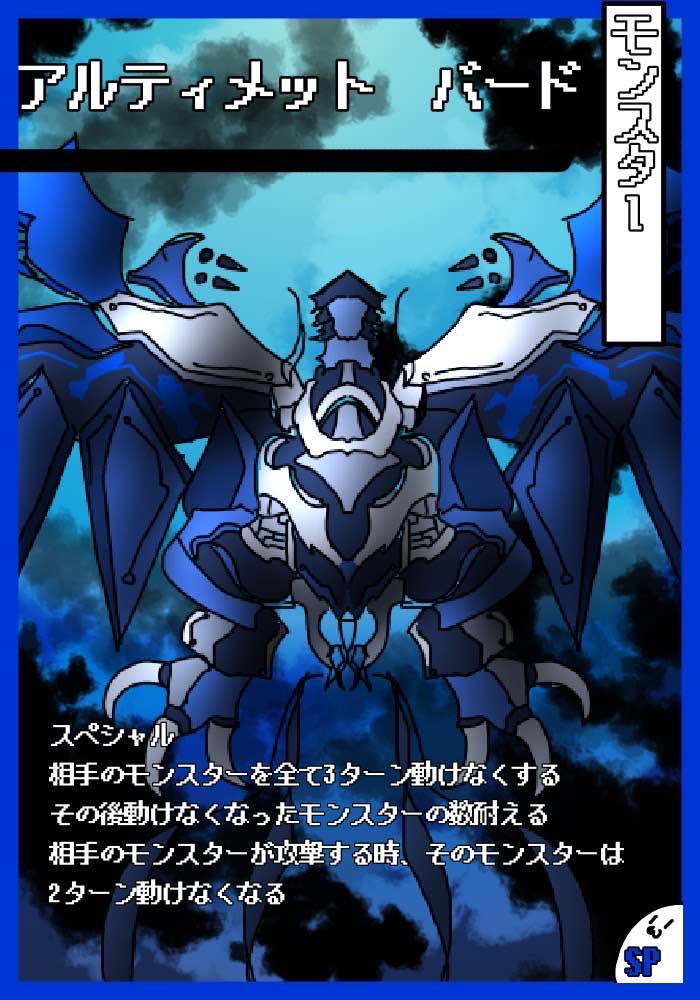 アルティメット　バード
モンスター
スペシャル
相手のモンスターを全て3ターン動けなくする
その後動けなくなったモンスターの数耐える
相手のモンスターが攻撃する時、そのモンスターは
2ターン動けなくなる
SP